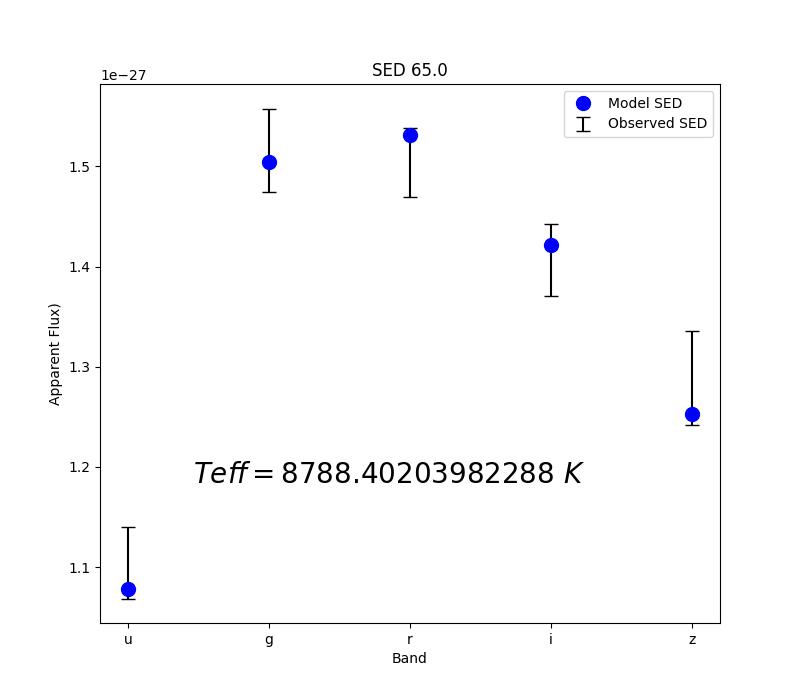 SED 65.0
1e−27
Model SED
Observed SED
1.5
1.4
1.3
1.2
1.1
Apparent Flux)
Teff = 8788.40203982288 K
u g r i z
Band